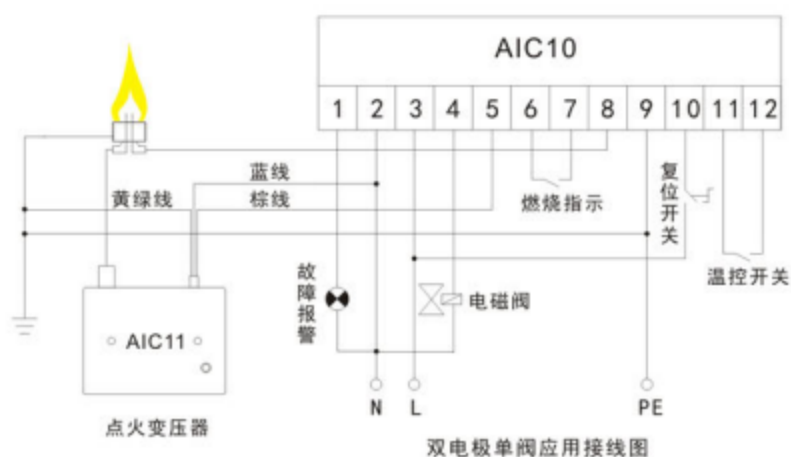 AIC10
1 2 3 4 5 6 7 8 9 10 11 12
蓝线
黄绿线
棕线
燃烧指示
复位开关
温控开关
故障报警
电磁阀
AIC11
N L PE
点火变压器
双电极单阀应用接线图